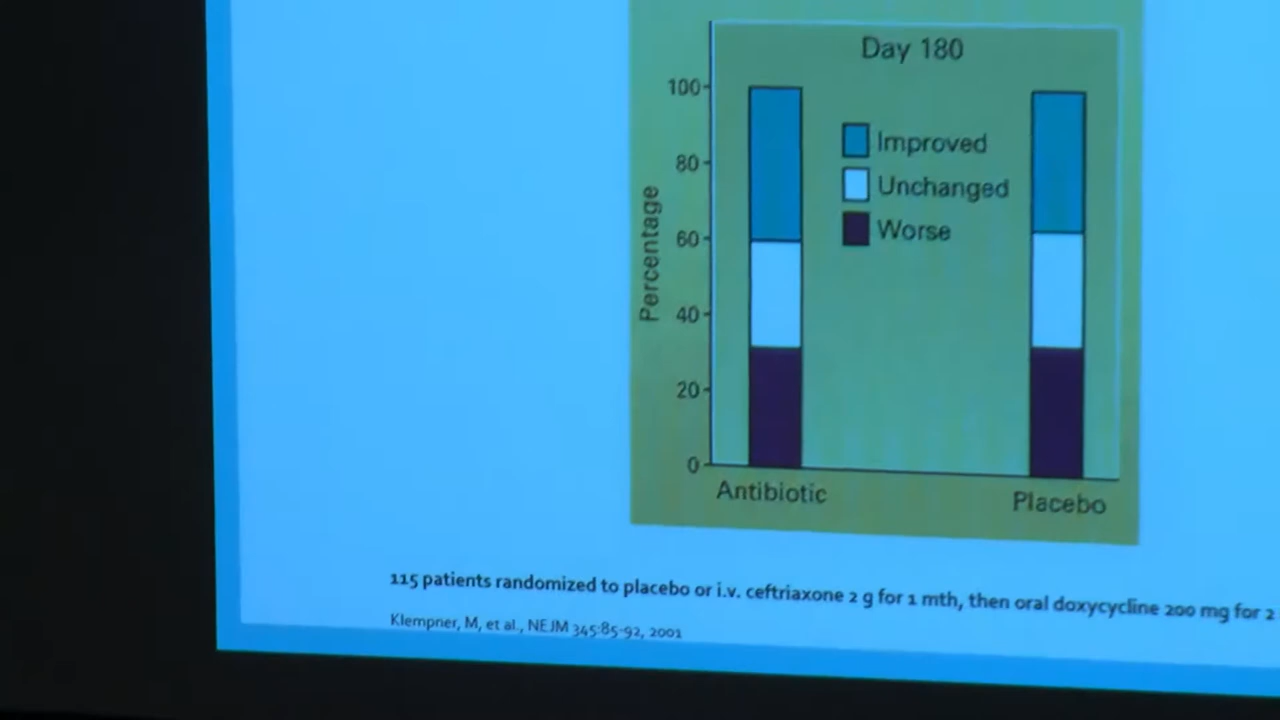 Day 180
100
Improved
80
Unchanged
Percentage
60
Worse
40
20
0
Antibiotic
Placebo
115 patients randomized to placebo or i.v. ceftriaxone 2 g for 1 mth, then oral doxycycline 200 mg for 2
Klempner, M, et al., NEJM 345:85-92, 2001